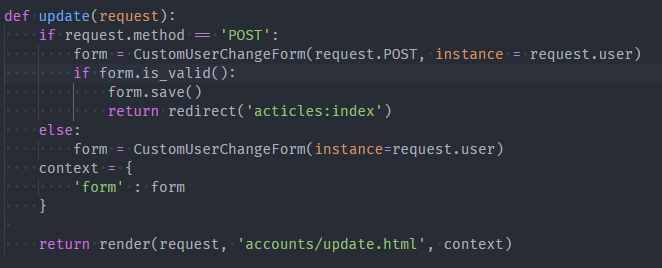 def update(request):
    if request.method == 'POST':
        form = CustomUserChangeForm(request.POST, instance = request.user)
        if form.is_valid():
            form.save()
            return redirect('acticles:index')
    else:
        form = CustomUserChangeForm(instance=request.user)
    context = {
        'form' : form
    }
    return render(request, 'accounts/update.html', context)